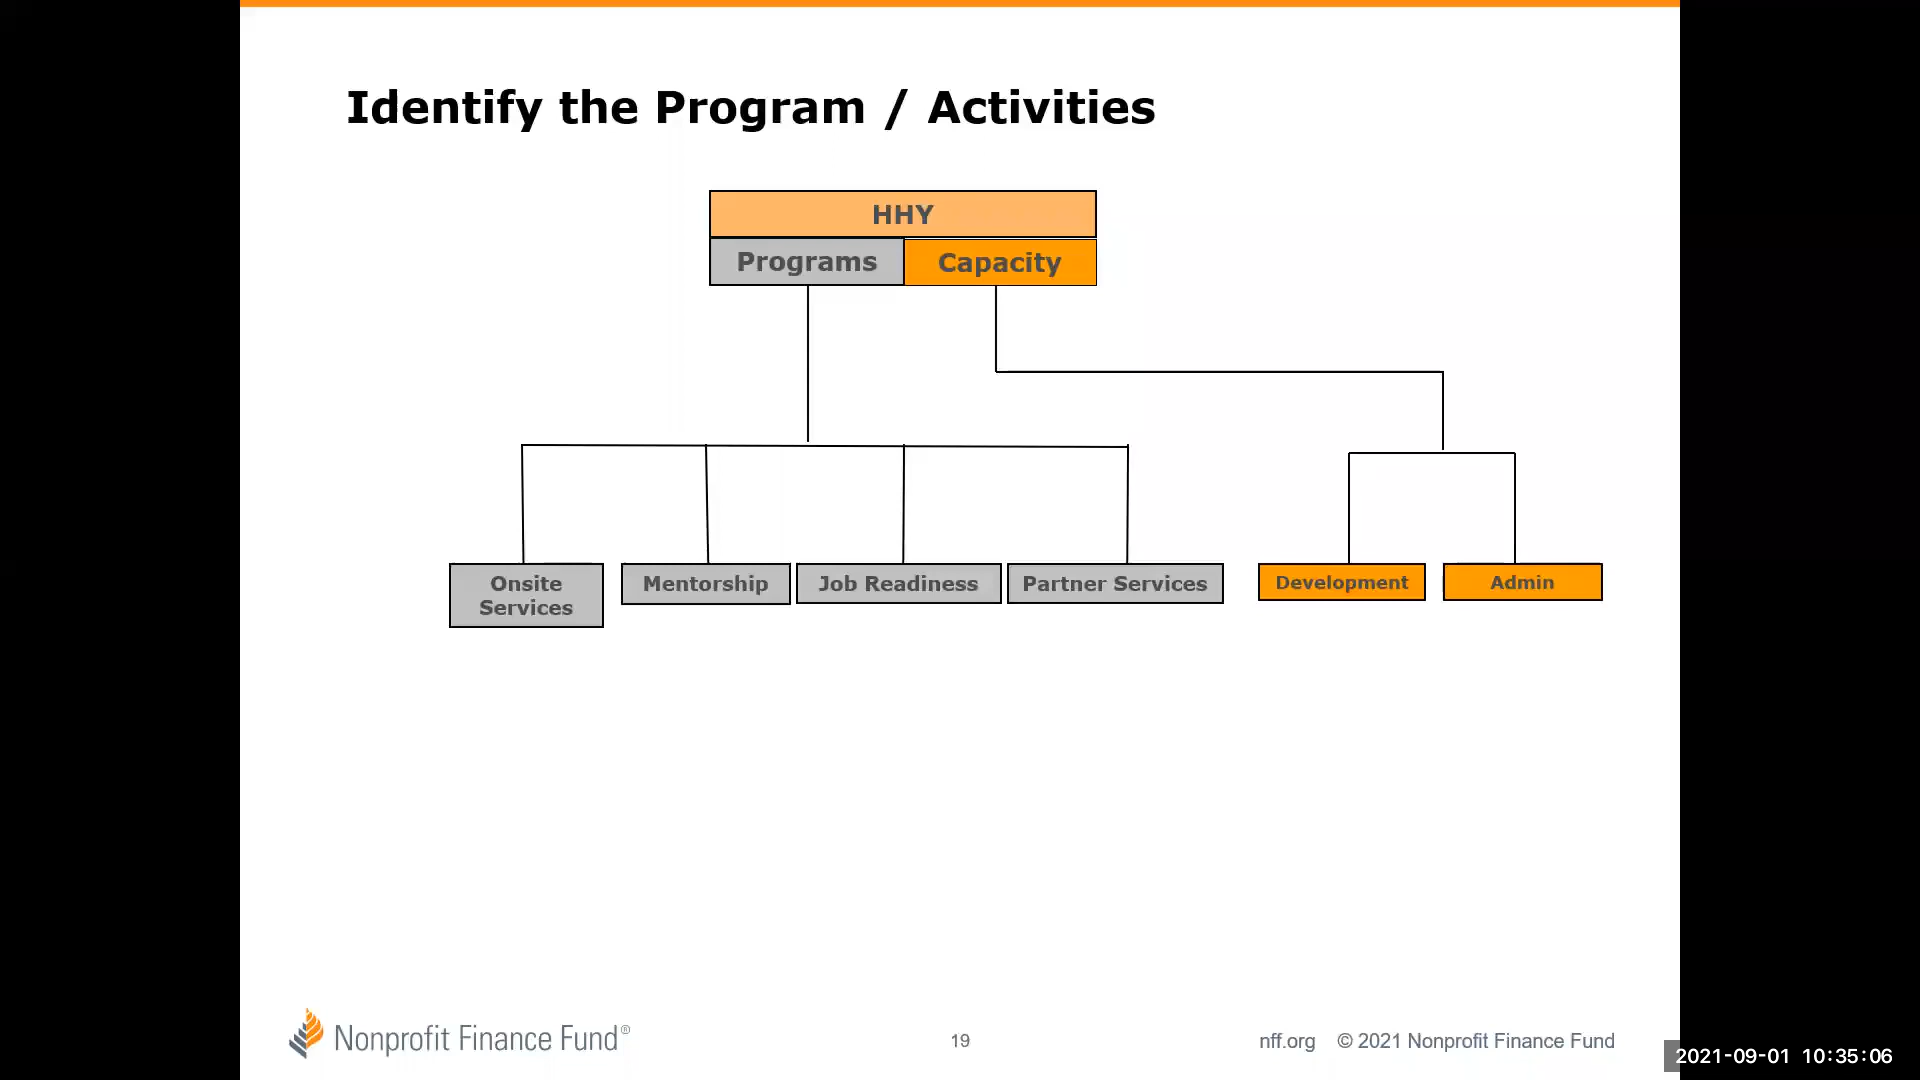 Identify the Program / Activities
HHY
Programs Capacity
Onsite
Services
Mentorship
Job Readiness
Partner Services
Development
Admin
Nonprofit Finance Fund®
19
nff.org © 2021 Nonprofit Finance Fund
2021-09-01 10:35:06